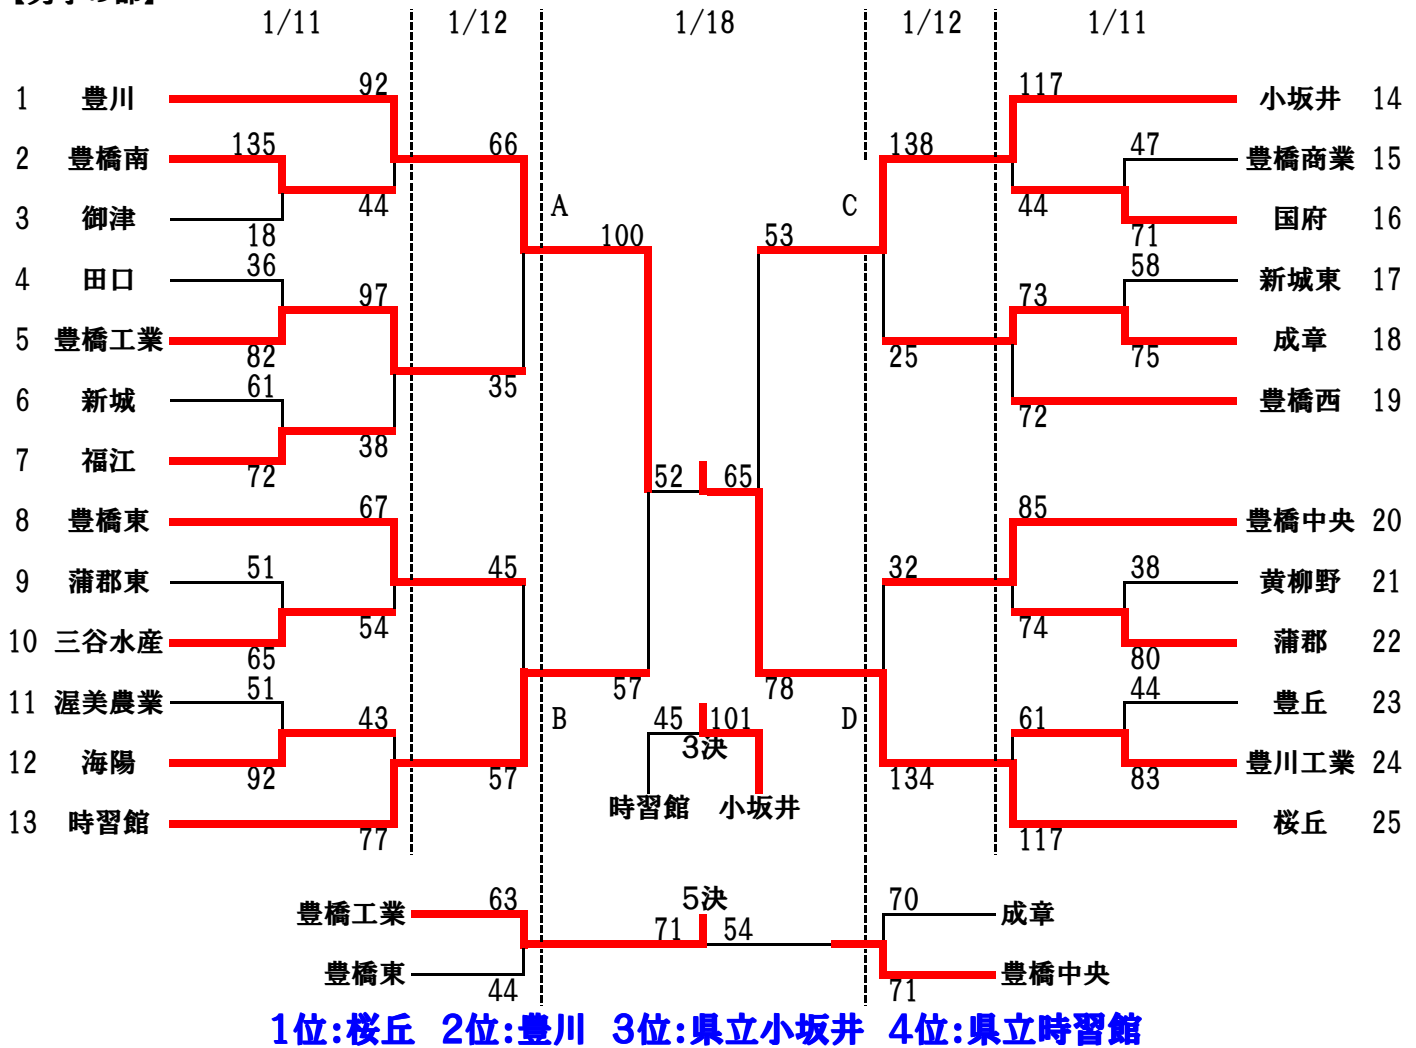 1/11 1/12 1/18 1/12 1/11
92 117
1 豊川 小坂井 14
135 66 138 47
2 豊橋南 豊橋商業 15
44 A C 44
3 御津 国府 16
18 100 53 71
36 58
4 田口 新城東 17
97 73
5 豊橋工業 成章 18
82 35 25 75
61
6 新城 豊橋西 19
38 72
7 福江
72 52 65
67 85
8 豊橋東 豊橋中央 20
51 45 32 38
9 蒲郡東 黄柳野 21
54 74
10 三谷水産 蒲郡 22
65 80
51 57 78 44
11 渥美農業 豊丘 23
43 B 45 101 D 61
3決
12 海陽 豊川工業 24
92 57 134 83
時習館 小坂井
13 時習館 桜丘 25
77 117
63 5決 70
豊橋工業 成章
71 54
豊橋東 豊橋中央
44 71
1位:桜丘 2位:豊川 3位:県立小坂井 4位:県立時習館